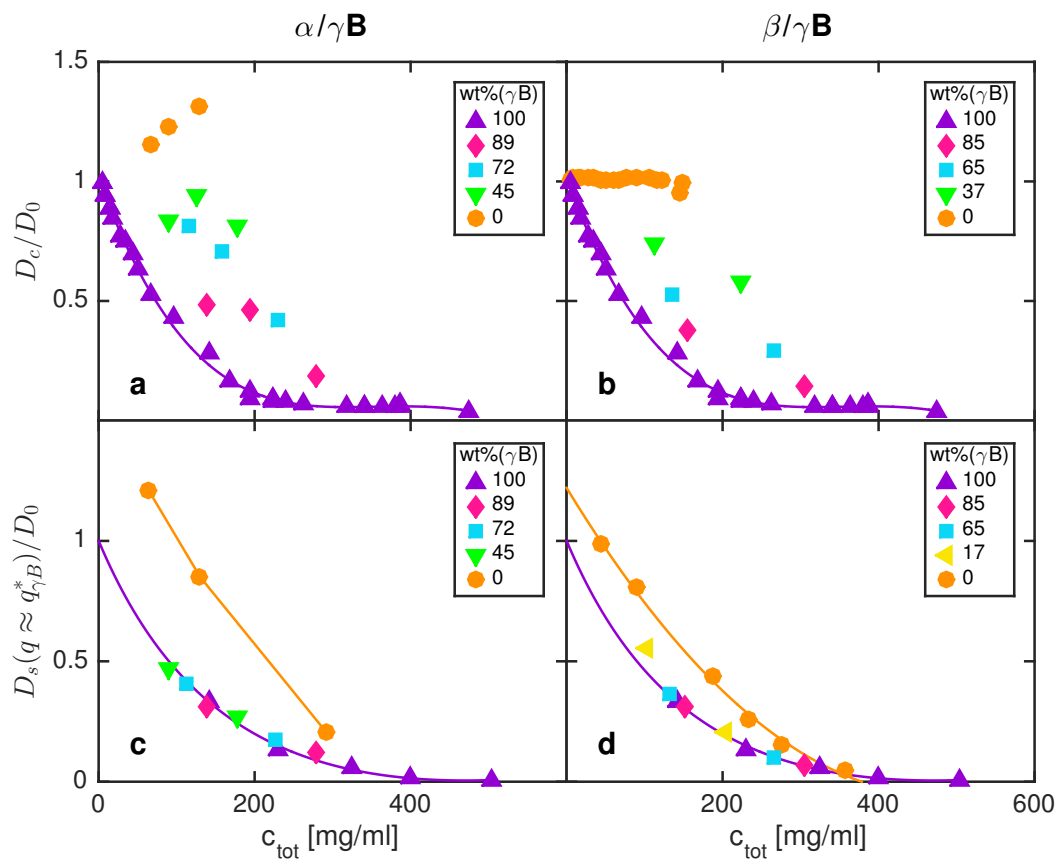 α/γB
β/γB
1.5
1
0.5
D_c/D_0
wt%(γB)
100
89
72
45
0
a
wt%(γB)
100
85
65
37
0
b
1
0.5
0
D_s(q ≈ q*_{γB})/D_0
wt%(γB)
100
89
72
45
0
c
wt%(γB)
100
85
65
17
0
d
0 200 400
200 400 600
c_tot [mg/ml]
c_tot [mg/ml]